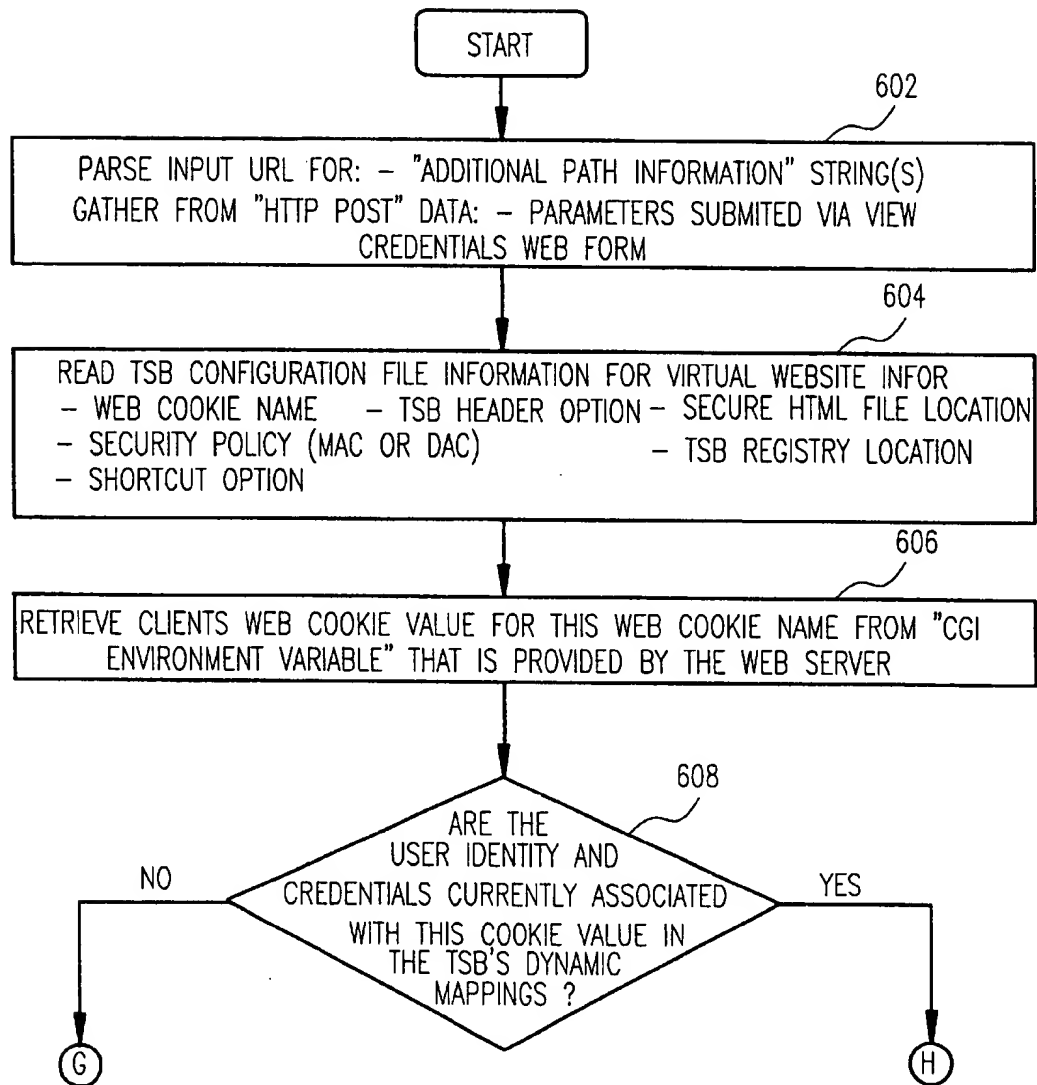 START
602
PARSE INPUT URL FOR: – "ADDITIONAL PATH INFORMATION" STRING(S)
GATHER FROM "HTTP POST" DATA: – PARAMETERS SUBMITED VIA VIEW
CREDENTIALS WEB FORM
604
READ TSB CONFIGURATION FILE INFORMATION FOR VIRTUAL WEBSITE INFOR
– WEB COOKIE NAME – TSB HEADER OPTION – SECURE HTML FILE LOCATION
– SECURITY POLICY (MAC OR DAC) – TSB REGISTRY LOCATION
– SHORTCUT OPTION
606
RETRIEVE CLIENTS WEB COOKIE VALUE FOR THIS WEB COOKIE NAME FROM "CGI
ENVIRONMENT VARIABLE" THAT IS PROVIDED BY THE WEB SERVER
608
ARE THE
USER IDENTITY AND
CREDENTIALS CURRENTLY ASSOCIATED
WITH THIS COOKIE VALUE IN
THE TSB'S DYNAMIC
MAPPINGS ?
NO
YES
G
H